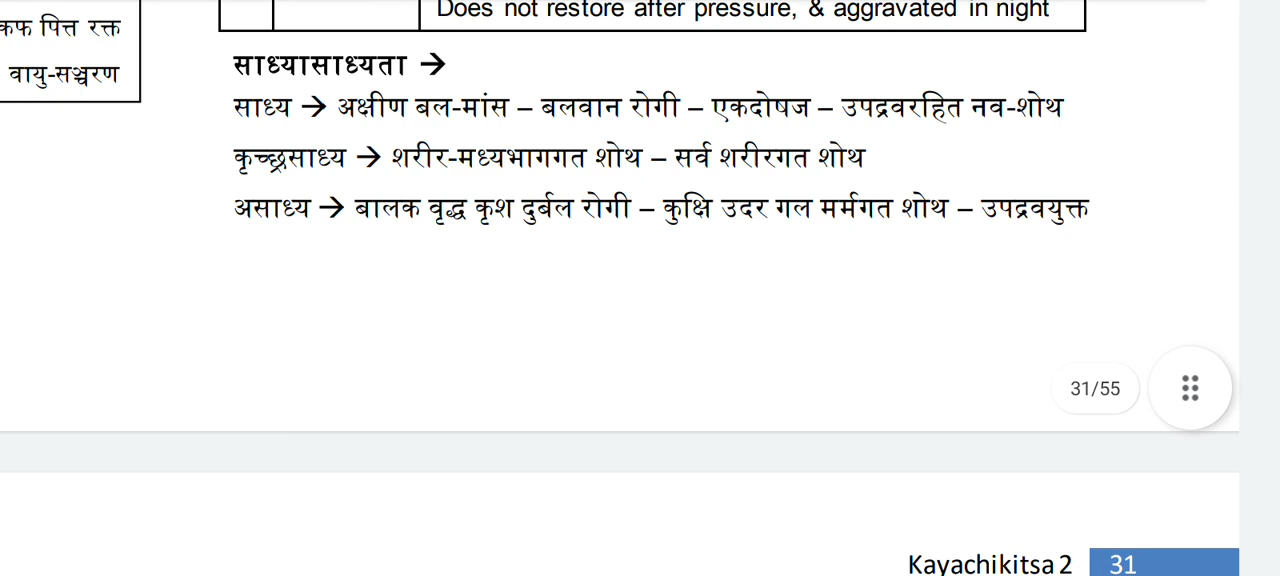 Does not restore after pressure, & aggravated in night
कफ पित्त रक्त
वायु-सञ्चरण
साध्यासाध्यता →
साध्य → अक्षीण बल-मांस – बलवान रोगी – एकदोषज – उपद्रवरहित नव-शोथ
कृच्छ्रसाध्य → शरीर-मध्यभागगत शोथ – सर्व शरीरगत शोथ
असाध्य → बालक वृद्ध कृश दुर्बल रोगी – कुक्षि उदर गल मर्मगत शोथ – उपद्रवयुक्त
31/55
Kayachikitsa 2 31